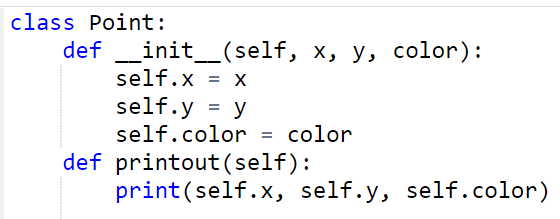 class Point:
    def __init__(self, x, y, color):
        self.x = x
        self.y = y
        self.color = color
    def printout(self):
        print(self.x, self.y, self.color)